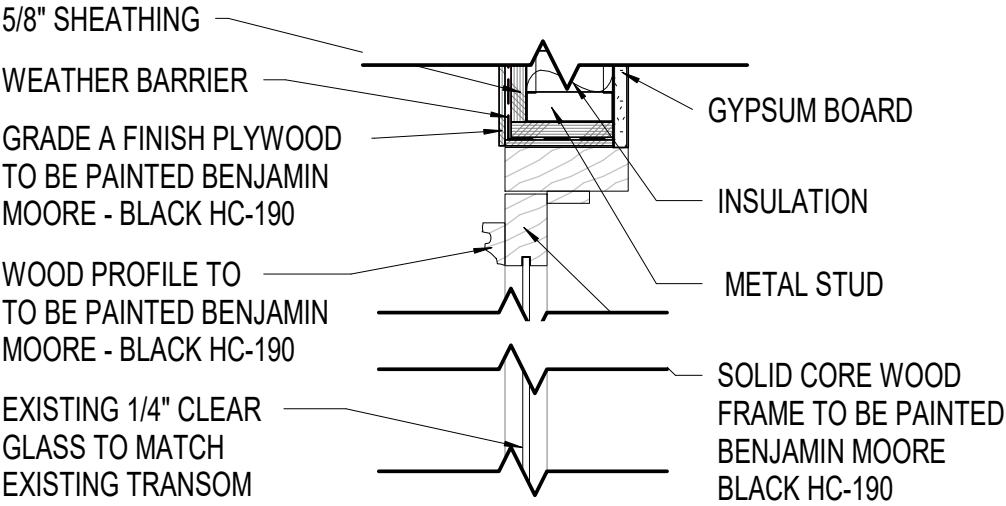 5/8" SHEATHING
WEATHER BARRIER
GRADE A FINISH PLYWOOD
TO BE PAINTED BENJAMIN
MOORE - BLACK HC-190
WOOD PROFILE TO
TO BE PAINTED BENJAMIN
MOORE - BLACK HC-190
EXISTING 1/4" CLEAR
GLASS TO MATCH
EXISTING TRANSOM
GYPSUM BOARD
INSULATION
METAL STUD
SOLID CORE WOOD
FRAME TO BE PAINTED
BENJAMIN MOORE
BLACK HC-190